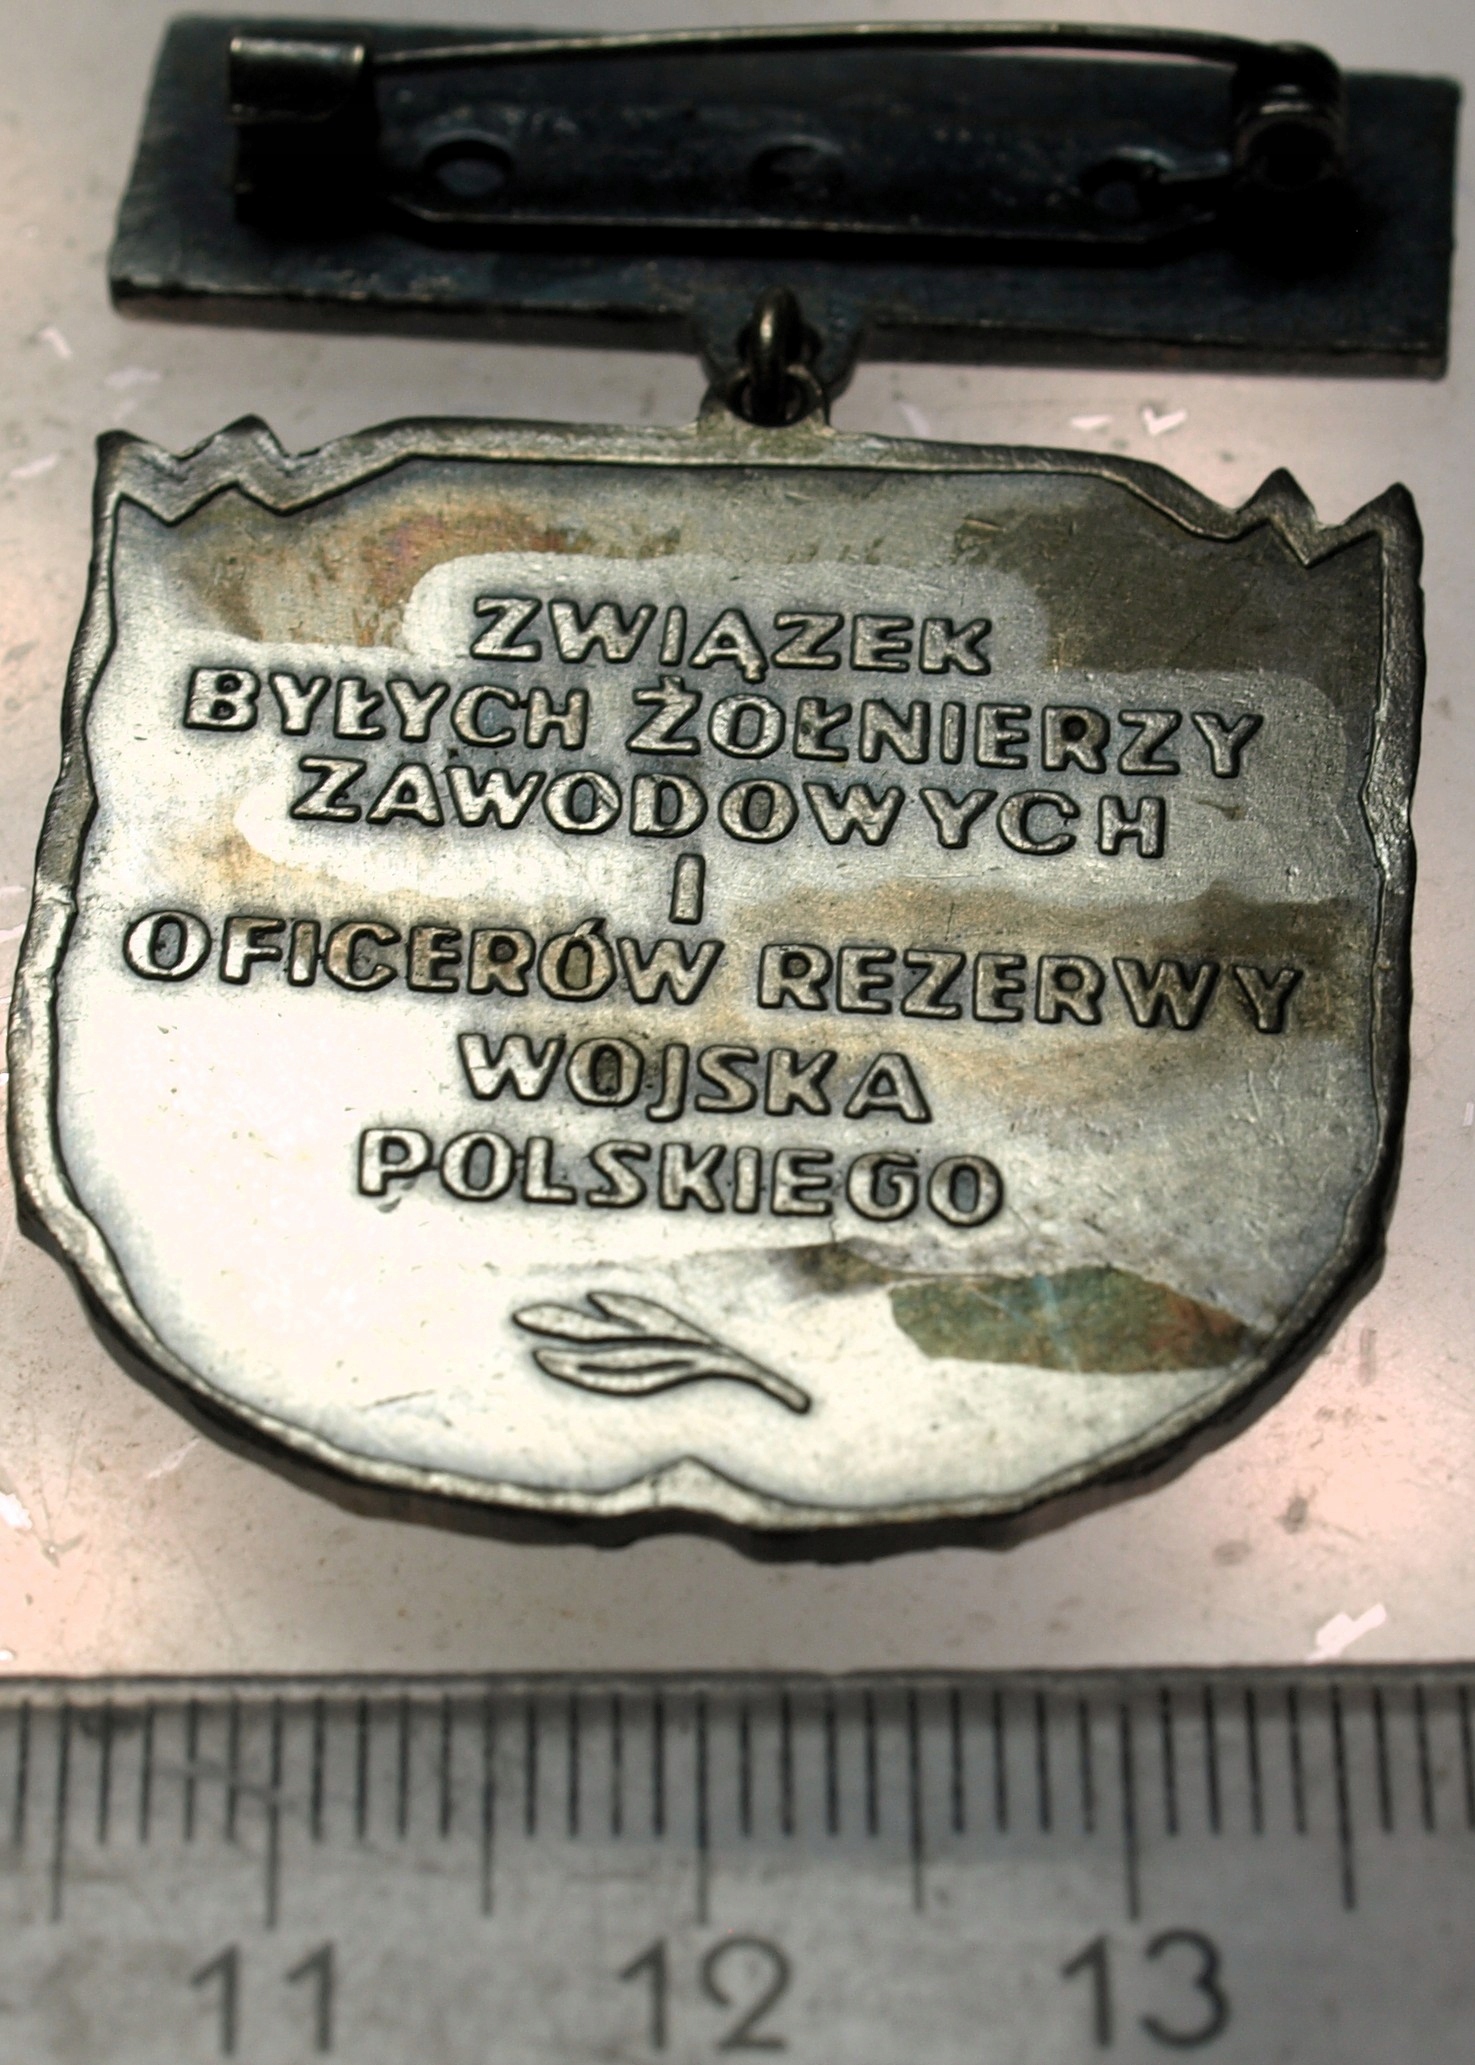 ZWIĄZEK
BYŁYCH ŻOŁNIERZY
ZAWODOWYCH
I
OFICERÓW REZERWY
WOJSKA
POLSKIEGO
11 12 13